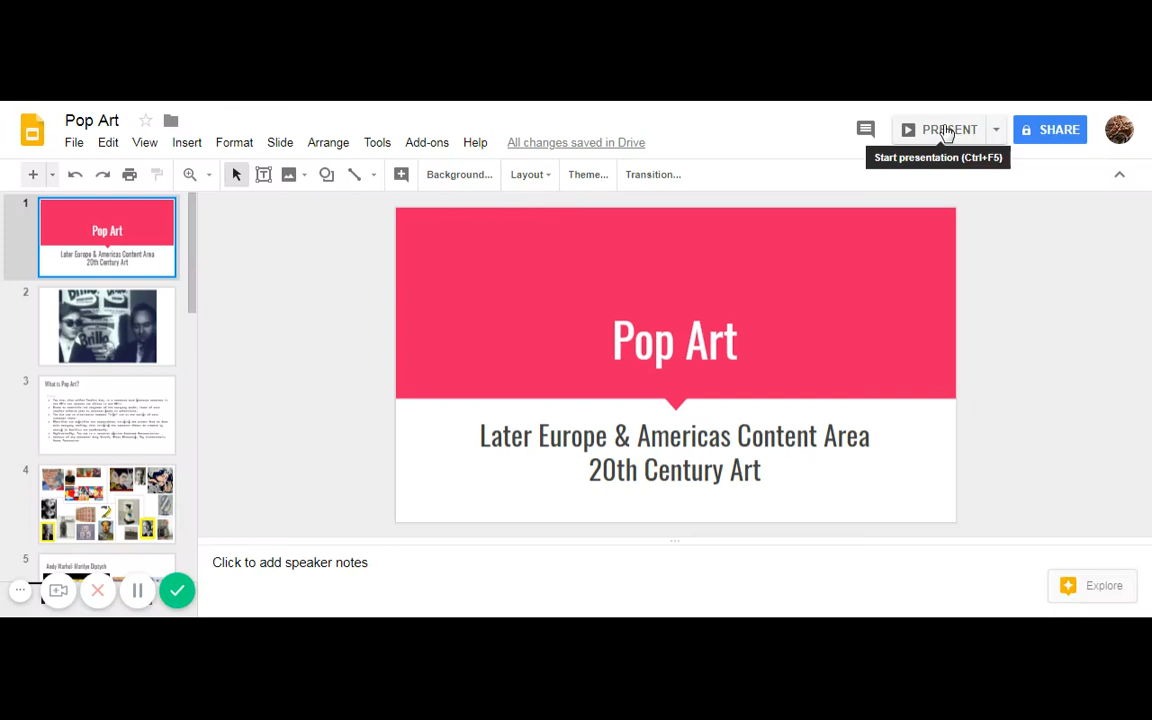 Pop Art
File Edit View Insert Format Slide Arrange Tools Add-ons Help All changes saved in Drive
PRESENT
SHARE
Start presentation (Ctrl+F5)
Background... Layout Theme... Transition...
1
Pop Art
Later Europe & Americas Content Area
20th Century Art
2
Brillo
3
What is Pop Art?
4
5
Andy Warhol- Marilyn Diptych
Pop Art
Later Europe & Americas Content Area
20th Century Art
Click to add speaker notes
Explore